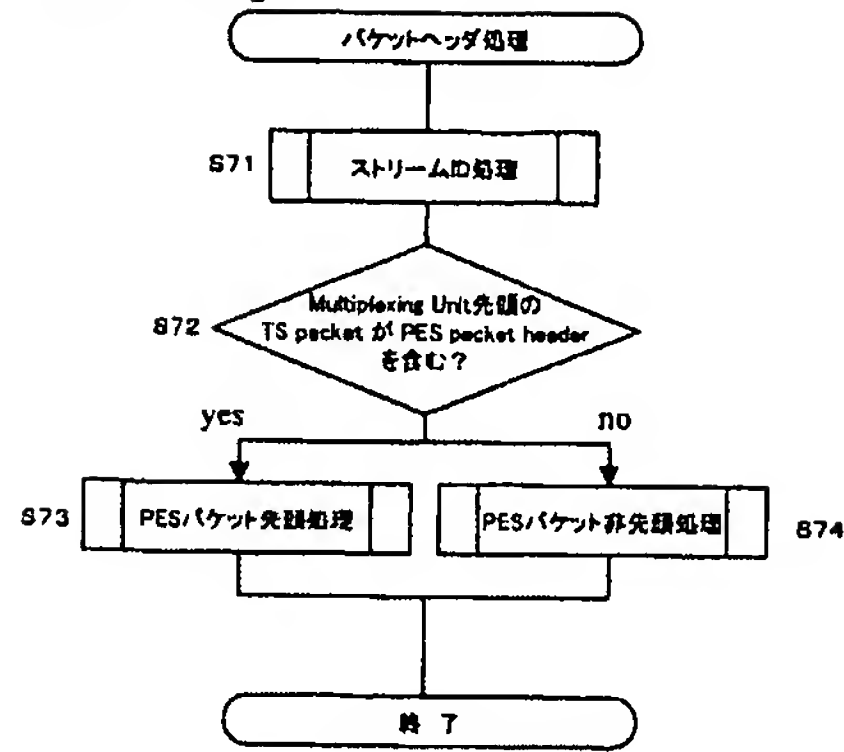 パケットヘッダ処理
S71
ストリームID処理
S72
Multiplexing Unit先頭の
TS packet が PES packet header
を含む？
yes
no
S73
PESパケット先頭処理
PESパケット非先頭処理
S74
終 了